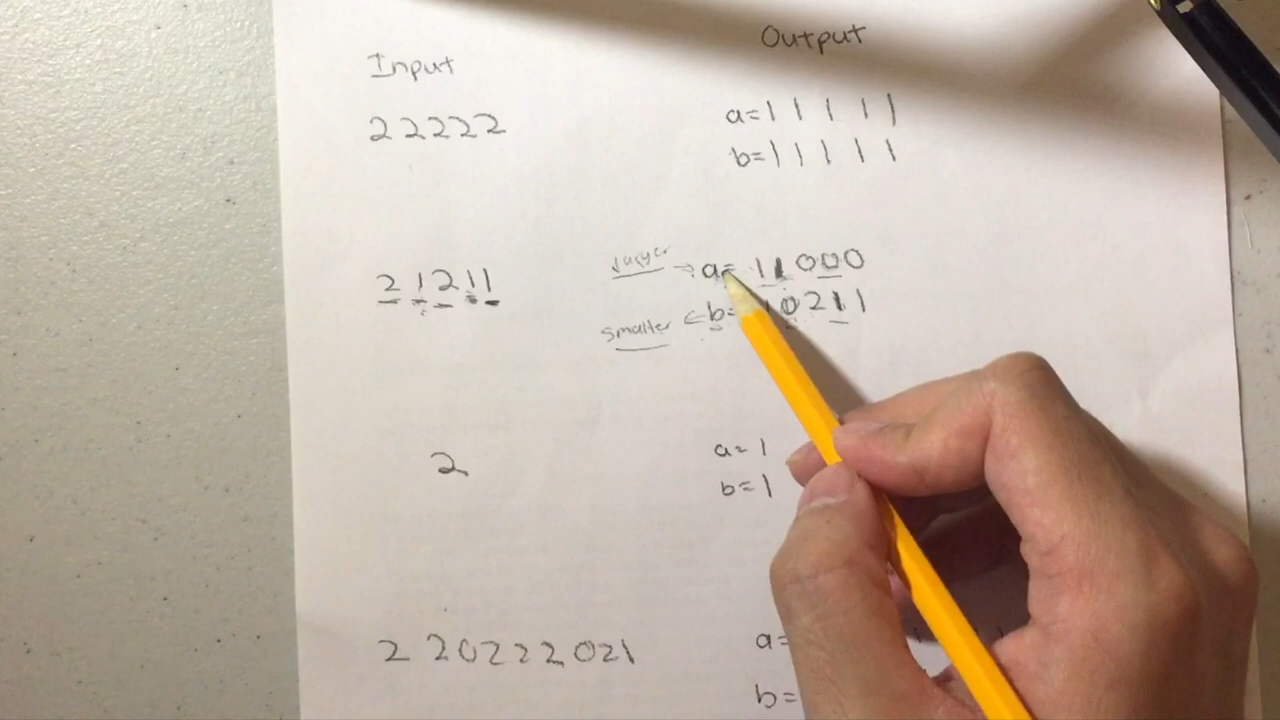 Input
Output
22222
a=11111
b=11111
21211
larger → a= 11000
smaller ← b= 10211
2
a= 1
b= 1
220222021
a=
b=